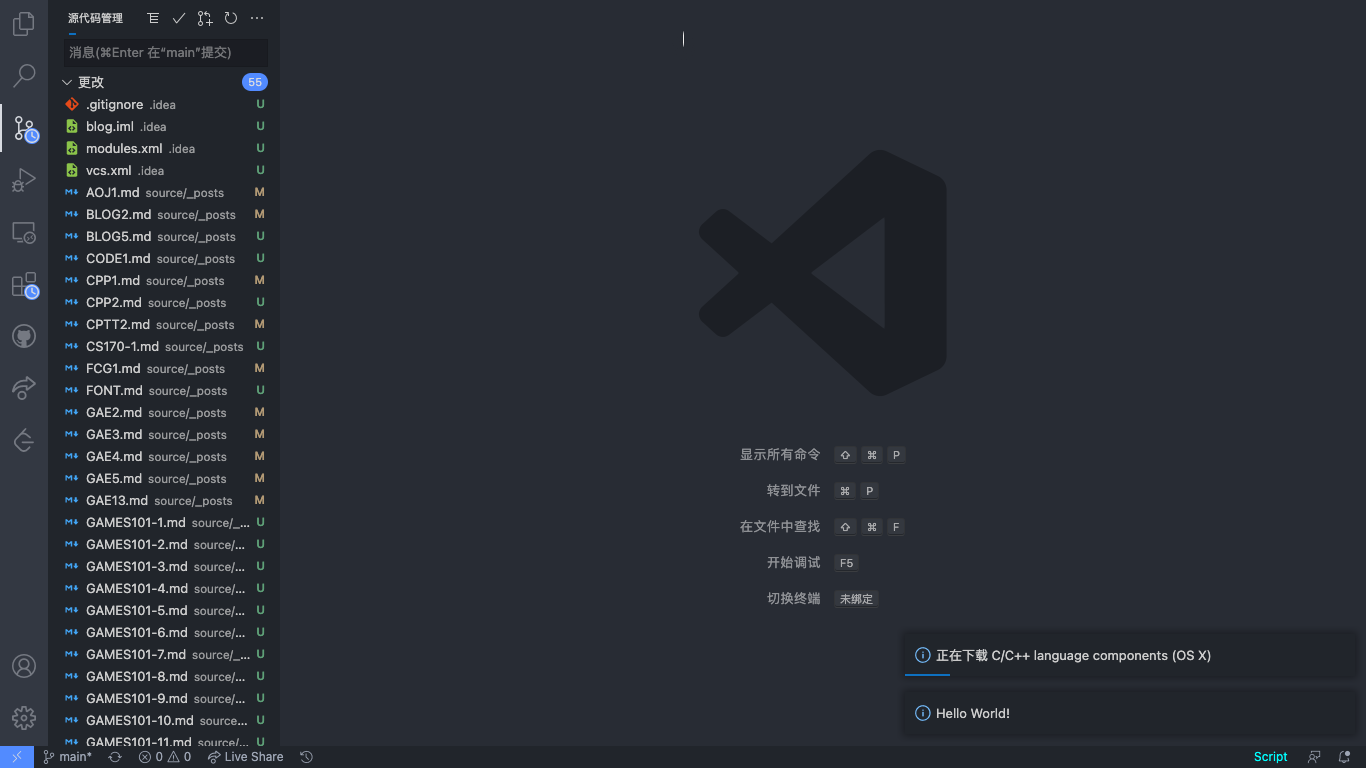 源代码管理
消息(⌘Enter 在“main”提交)
更改 55
.gitignore .idea U
blog.iml .idea U
modules.xml .idea U
vcs.xml .idea U
AOJ1.md source/_posts M
BLOG2.md source/_posts M
BLOG5.md source/_posts U
CODE1.md source/_posts U
CPP1.md source/_posts M
CPP2.md source/_posts U
CPTT2.md source/_posts M
CS170-1.md source/_posts U
FCG1.md source/_posts M
FONT.md source/_posts U
GAE2.md source/_posts M
GAE3.md source/_posts M
GAE4.md source/_posts M
GAE5.md source/_posts M
GAE13.md source/_posts M
GAMES101-1.md source/_... U
GAMES101-2.md source/... U
GAMES101-3.md source/... U
GAMES101-4.md source/... U
GAMES101-5.md source/... U
GAMES101-6.md source/... U
GAMES101-7.md source/_... U
GAMES101-8.md source/... U
GAMES101-9.md source/... U
GAMES101-10.md source... U
GAMES101-11.md source/... U
显示所有命令 ⇧ ⌘ P
转到文件 ⌘ P
在文件中查找 ⇧ ⌘ F
开始调试 F5
切换终端 未绑定
正在下载 C/C++ language components (OS X)
Hello World!
main* 0 0 Live Share Script